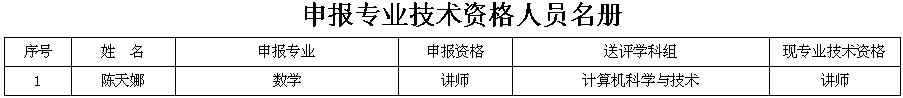 申报专业技术资格人员名册
序号 姓 名 申报专业 申报资格 送评学科组 现专业技术资格
1 陈天娜 数学 讲师 计算机科学与技术 讲师